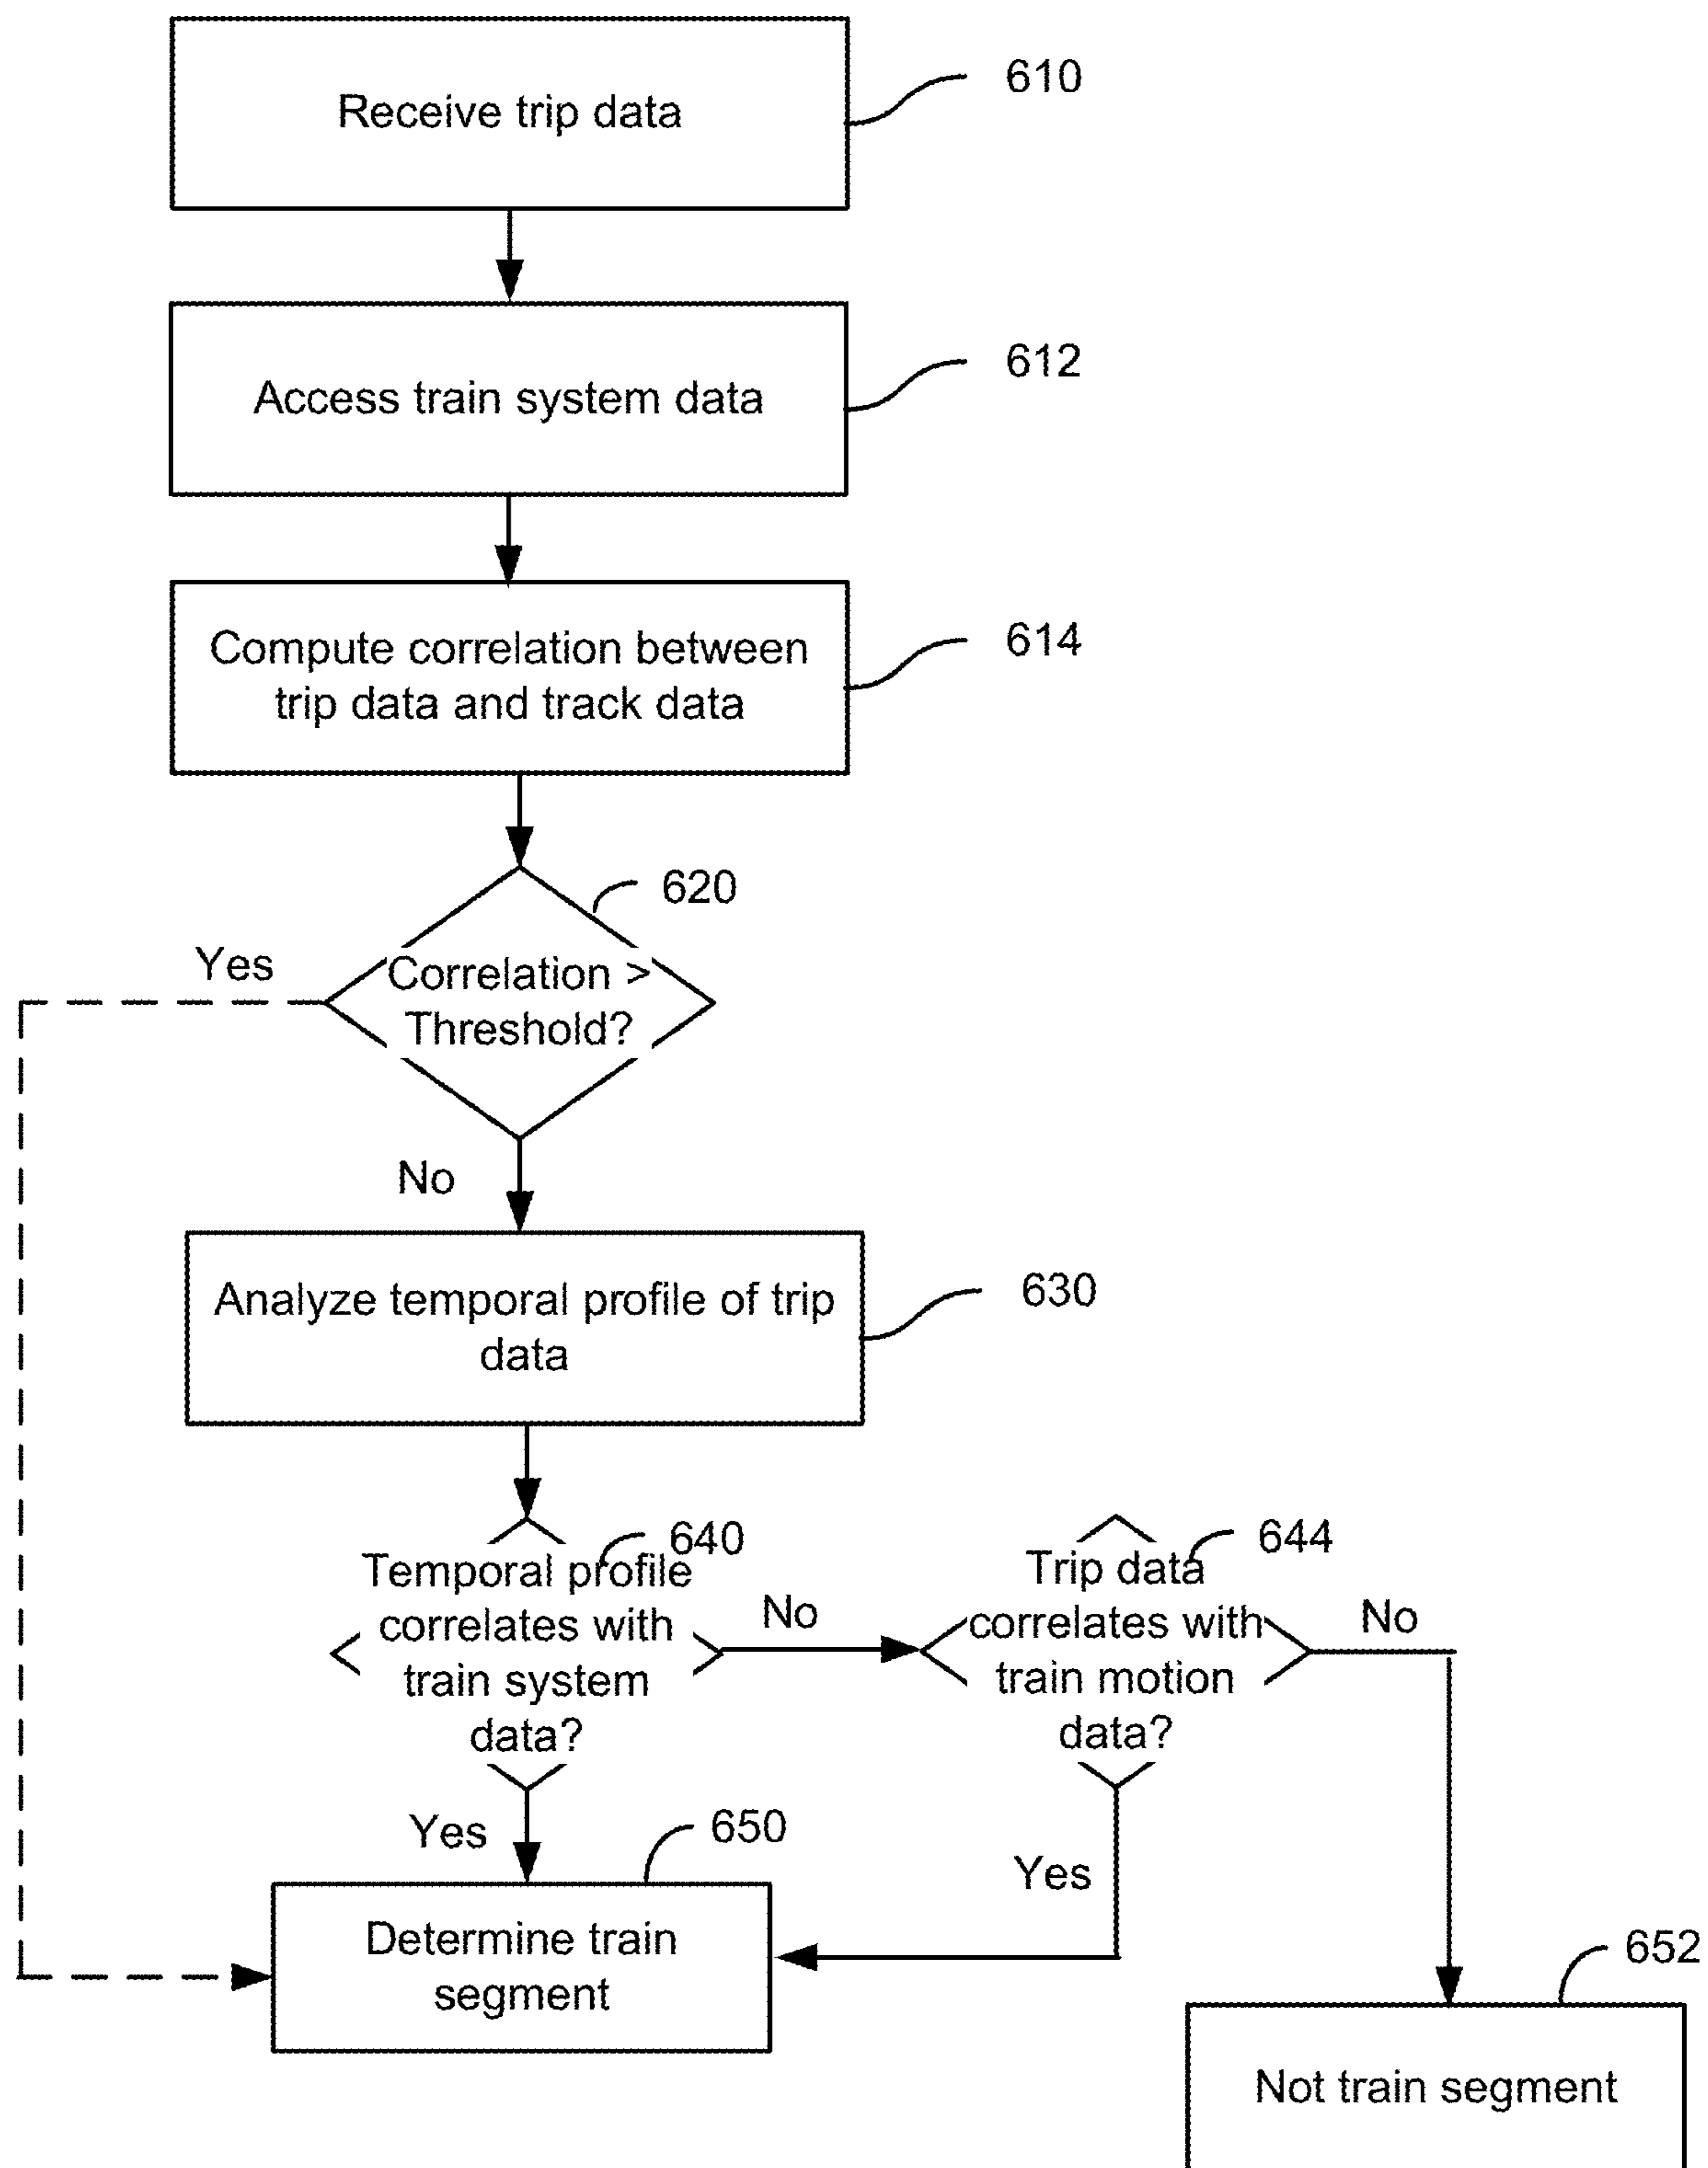 Receive trip data
610
Access train system data
612
Compute correlation between
trip data and track data
614
620
Yes
Correlation >
Threshold?
No
Analyze temporal profile of trip
data
630
640
Temporal profile
correlates with
train system
data?
No
644
Trip data
correlates with
train motion
data?
No
Yes
650
Yes
Determine train
segment
652
Not train segment